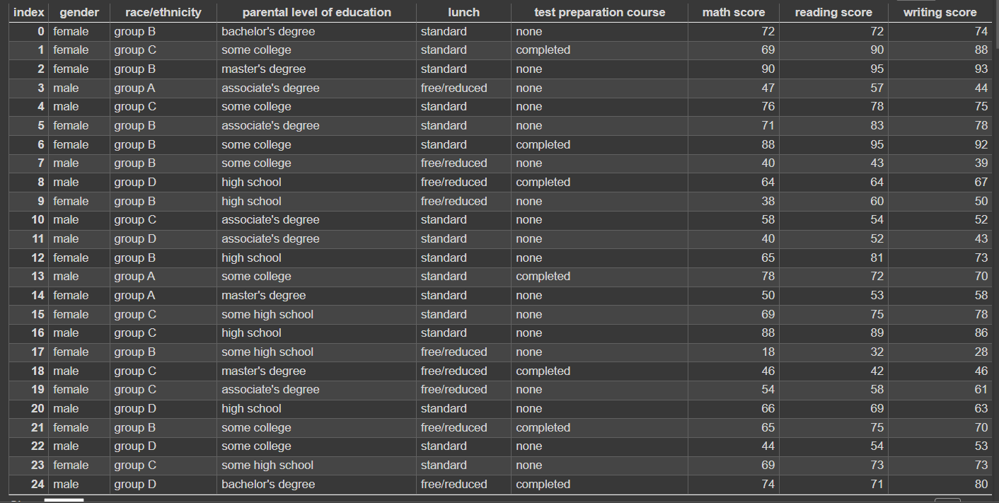 index gender race/ethnicity parental level of education lunch test preparation course math score reading score writing score
0 female group B bachelor's degree standard none 72 72 74
1 female group C some college standard completed 69 90 88
2 female group B master's degree standard none 90 95 93
3 male group A associate's degree free/reduced none 47 57 44
4 male group C some college standard none 76 78 75
5 female group B associate's degree standard none 71 83 78
6 female group B some college standard completed 88 95 92
7 male group B some college free/reduced none 40 43 39
8 male group D high school free/reduced completed 64 64 67
9 female group B high school free/reduced none 38 60 50
10 male group C associate's degree standard none 58 54 52
11 male group D associate's degree standard none 40 52 43
12 female group B high school standard none 65 81 73
13 male group A some college standard completed 78 72 70
14 female group A master's degree standard none 50 53 58
15 female group C some high school standard none 69 75 78
16 male group C high school standard none 88 89 86
17 female group B some high school free/reduced none 18 32 28
18 male group C master's degree free/reduced completed 46 42 46
19 female group C associate's degree free/reduced none 54 58 61
20 male group D high school standard none 66 69 63
21 female group B some college free/reduced completed 65 75 70
22 male group D some college standard none 44 54 53
23 female group C some high school standard none 69 73 73
24 male group D bachelor's degree free/reduced completed 74 71 80